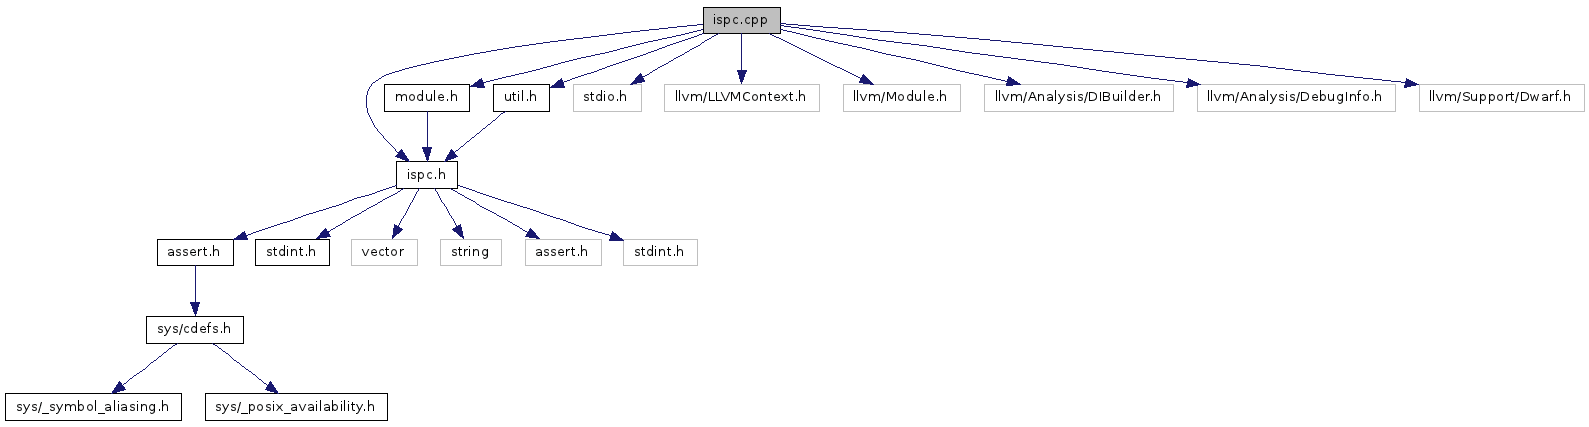 ispc.cpp
module.h
util.h
stdio.h
llvm/LLVMContext.h
llvm/Module.h
llvm/Analysis/DIBuilder.h
llvm/Analysis/DebugInfo.h
llvm/Support/Dwarf.h
ispc.h
assert.h
stdint.h
vector
string
assert.h
stdint.h
sys/cdefs.h
sys/_symbol_aliasing.h
sys/_posix_availability.h